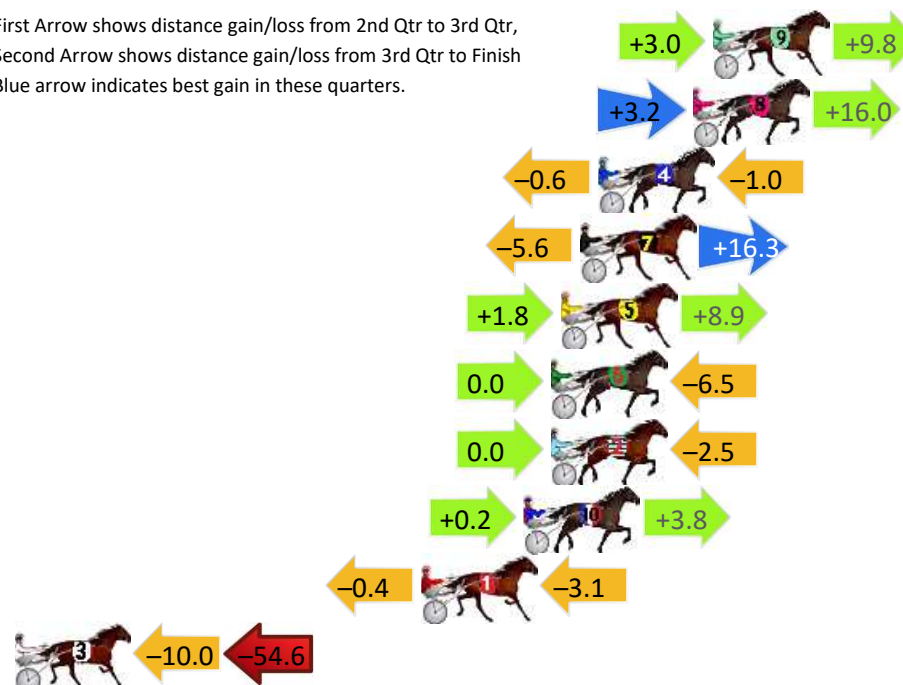 First Arrow shows distance gain/loss from 2nd Qtr to 3rd Qtr,
Second Arrow shows distance gain/loss from 3rd Qtr to Finish
Blue arrow indicates best gain in these quarters.
+3.0 9 +9.8
+3.2 8 +16.0
–0.6 4 –1.0
–5.6 7 +16.3
+1.8 5 +8.9
0.0 –6.5
0.0 2 –2.5
+0.2 10 +3.8
–0.4 1 –3.1
3 –10.0 –54.6